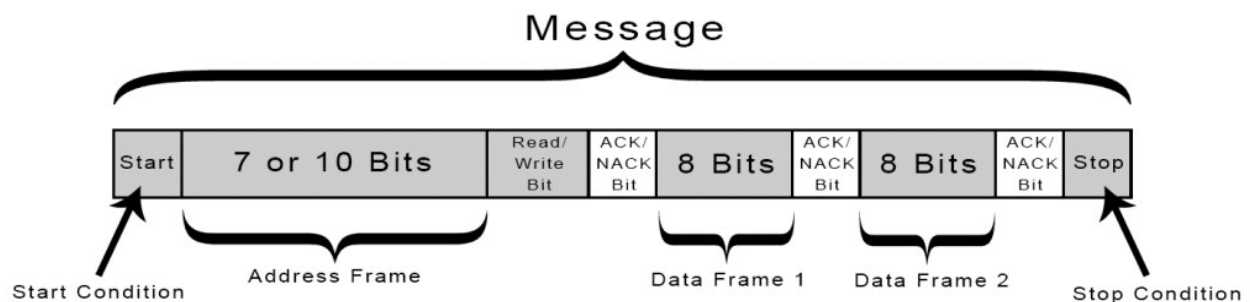 Message
Start
7 or 10 Bits
Read/
Write
Bit
ACK/
NACK
Bit
8 Bits
ACK/
NACK
Bit
8 Bits
ACK/
NACK
Bit
Stop
Start Condition
Address Frame
Data Frame 1
Data Frame 2
Stop Condition